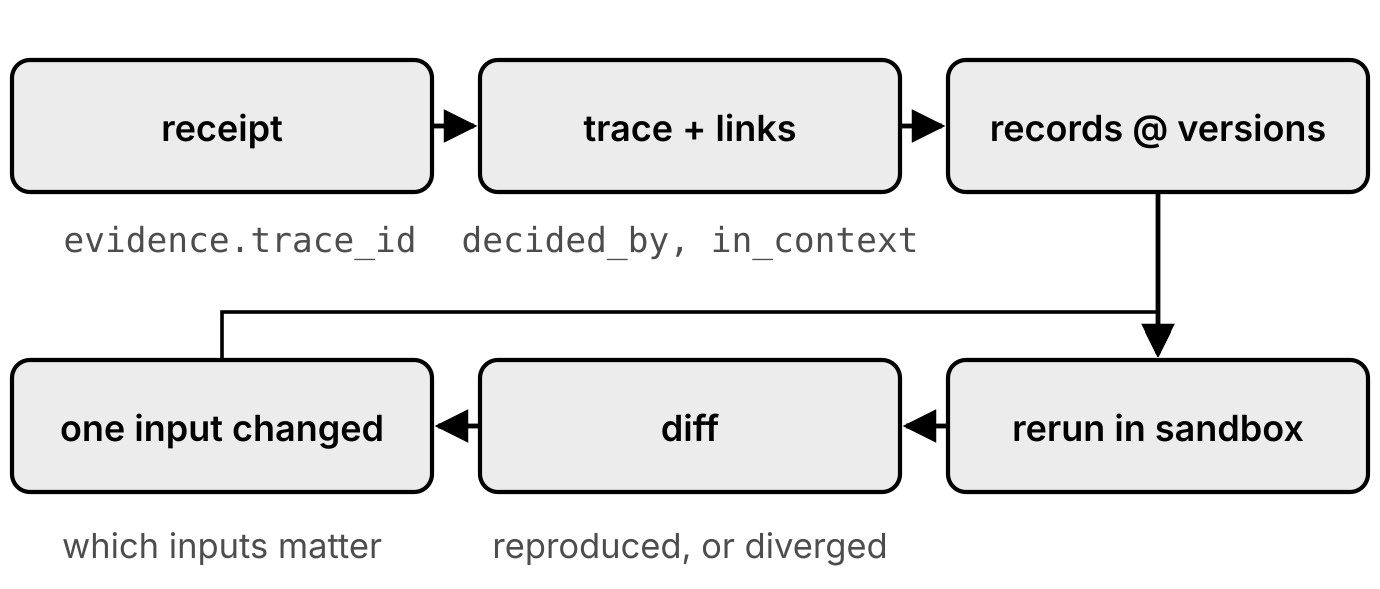 receipt
trace + links
records @ versions
evidence.trace_id
decided_by, in_context
one input changed
diff
rerun in sandbox
which inputs matter
reproduced, or diverged